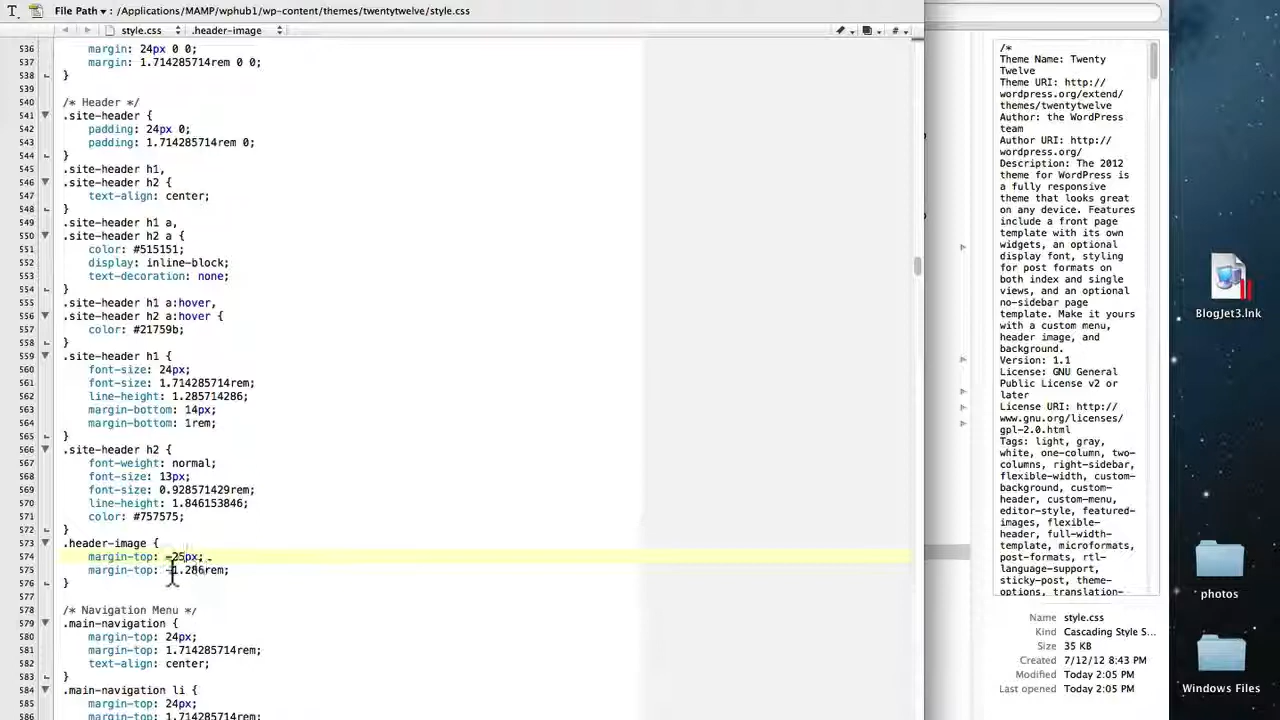 File Path ▾ : /Applications/MAMP/wphub1/wp-content/themes/twentytwelve/style.css
style.css .header-image #
536 margin: 24px 0 0;
537 margin: 1.714285714rem 0 0;
538 }
539
540 /* Header */
541 .site-header {
542 padding: 24px 0;
543 padding: 1.714285714rem 0;
544 }
545 .site-header h1,
546 .site-header h2 {
547 text-align: center;
548 }
549 .site-header h1 a,
550 .site-header h2 a {
551 color: #515151;
552 display: inline-block;
553 text-decoration: none;
554 }
555 .site-header h1 a:hover,
556 .site-header h2 a:hover {
557 color: #21759b;
558 }
559 .site-header h1 {
560 font-size: 24px;
561 font-size: 1.714285714rem;
562 line-height: 1.285714286;
563 margin-bottom: 14px;
564 margin-bottom: 1rem;
565 }
566 .site-header h2 {
567 font-weight: normal;
568 font-size: 13px;
569 font-size: 0.928571429rem;
570 line-height: 1.846153846;
571 color: #757575;
572 }
573 .header-image {
574 margin-top: -25px;
575 margin-top: -1.286rem;
576 }
577
578 /* Navigation Menu */
579 .main-navigation {
580 margin-top: 24px;
581 margin-top: 1.714285714rem;
582 text-align: center;
583 }
584 .main-navigation li {
585 margin-top: 24px;
586 margin-top: 1.714285714rem;
/*
Theme Name: Twenty
Twelve
Theme URI: http://
wordpress.org/extend/
themes/twentytwelve
Author: the WordPress
team
Author URI: http://
wordpress.org/
Description: The 2012
theme for WordPress is
a fully responsive
theme that looks great
on any device. Features
include a front page
template with its own
widgets, an optional
display font, styling
for post formats on
both index and single
views, and an optional
no-sidebar page
template. Make it yours
with a custom menu,
header image, and
background.
Version: 1.1
License: GNU General
Public License v2 or
later
License URI: http://
www.gnu.org/licenses/
gpl-2.0.html
Tags: light, gray,
white, one-column, two-
columns, right-sidebar,
flexible-width, custom-
background, custom-
header, custom-menu,
editor-style, featured-
images, flexible-
header, full-width-
template, microformats,
post-formats, rtl-
language-support,
sticky-post, theme-
options, translation-
Name style.css
Kind Cascading Style S...
Size 35 KB
Created 7/12/12 8:43 PM
Modified Today 2:05 PM
Last opened Today 2:05 PM
BlogJet3.lnk
photos
Windows Files